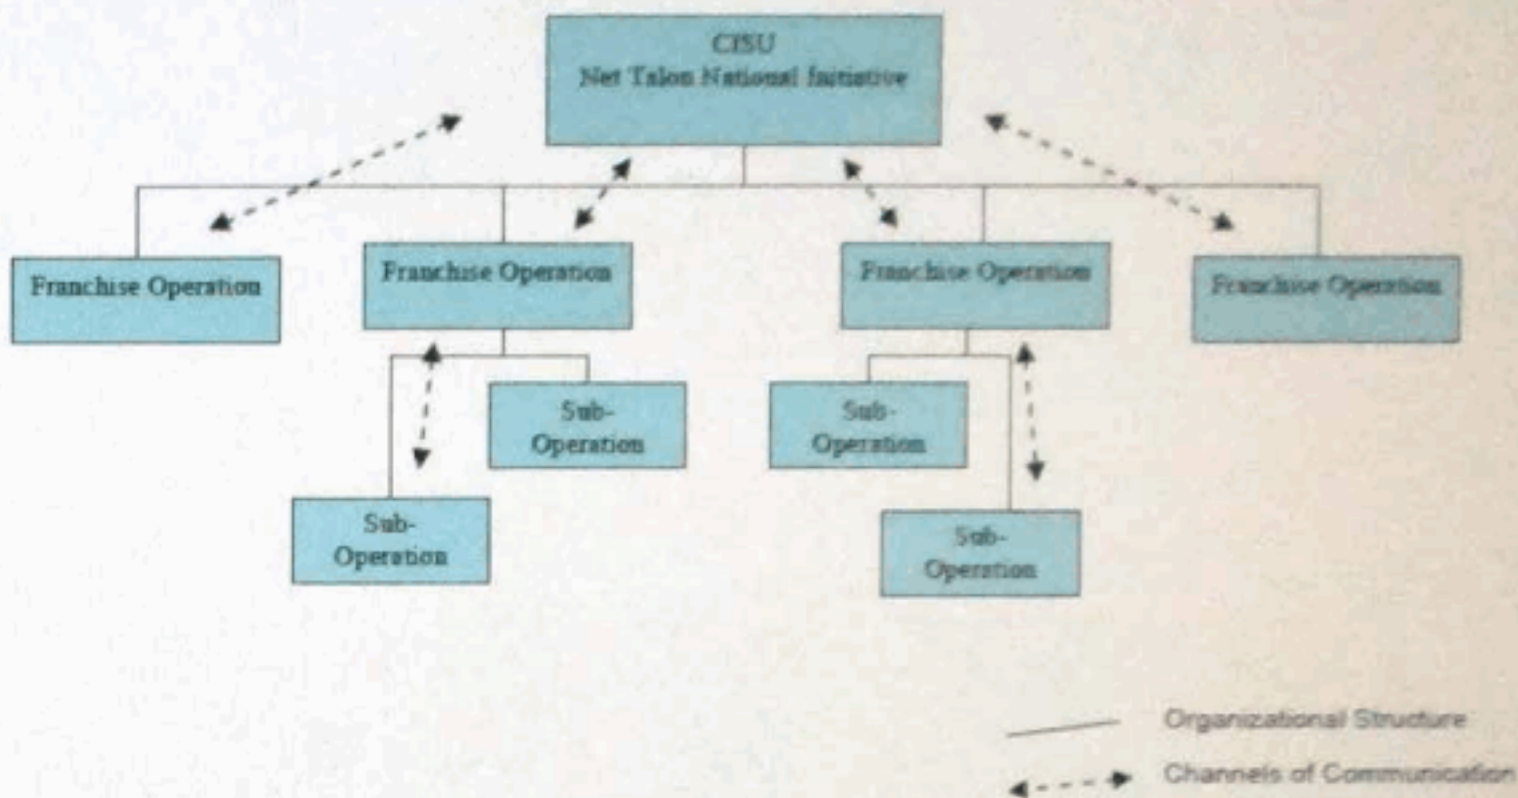 CISU
Net Talon National Initiative
Franchise Operation
Franchise Operation
Franchise Operation
Franchise Operation
Sub-
Operation
Sub-
Operation
Sub-
Operation
Sub-
Operation
Organizational Structure
Channels of Communication